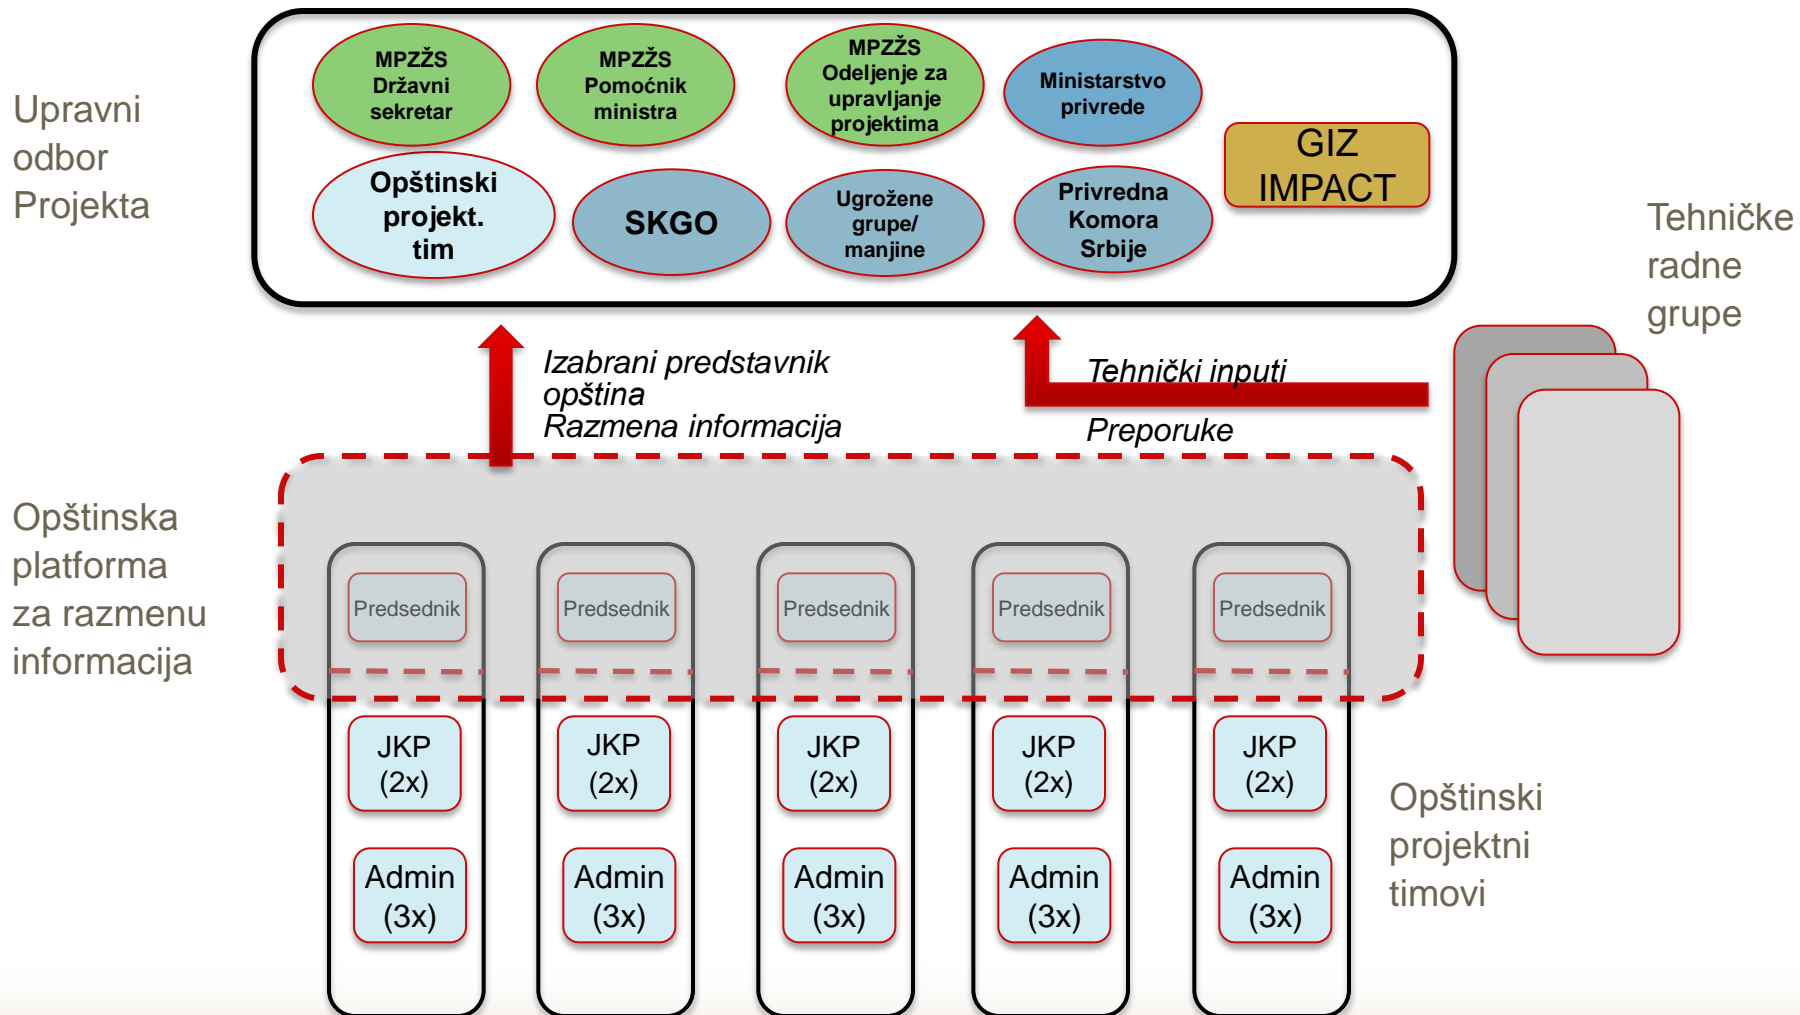 Upravni
odbor
Projekta
MPZŽS
Državni
sekretar
MPZŽS
Pomoćnik
ministra
MPZŽS
Odeljenje za
upravljanje
projektima
Ministarstvo
privrede
GIZ
IMPACT
Opštinski
projekt.
tim
SKGO
Ugrožene
grupe/
manjine
Privredna
Komora
Srbije
Tehničke
radne
grupe
Izabrani predstavnik
opština
Razmena informacija
Tehnički inputi
Preporuke
Opštinska
platforma
za razmenu
informacija
Predsednik
Predsednik
Predsednik
Predsednik
Predsednik
JKP
(2x)
JKP
(2x)
JKP
(2x)
JKP
(2x)
JKP
(2x)
Admin
(3x)
Admin
(3x)
Admin
(3x)
Admin
(3x)
Admin
(3x)
Opštinski
projektni
timovi